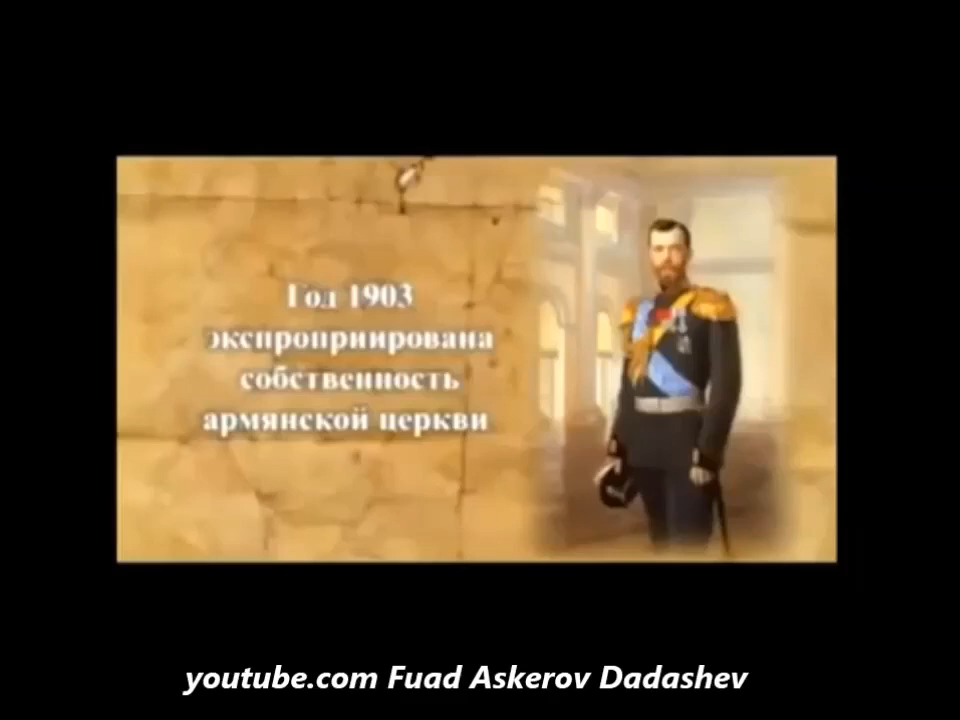 Год 1903
экспроприирована
собственность
армянской церкви
youtube.com Fuad Askerov Dadashev